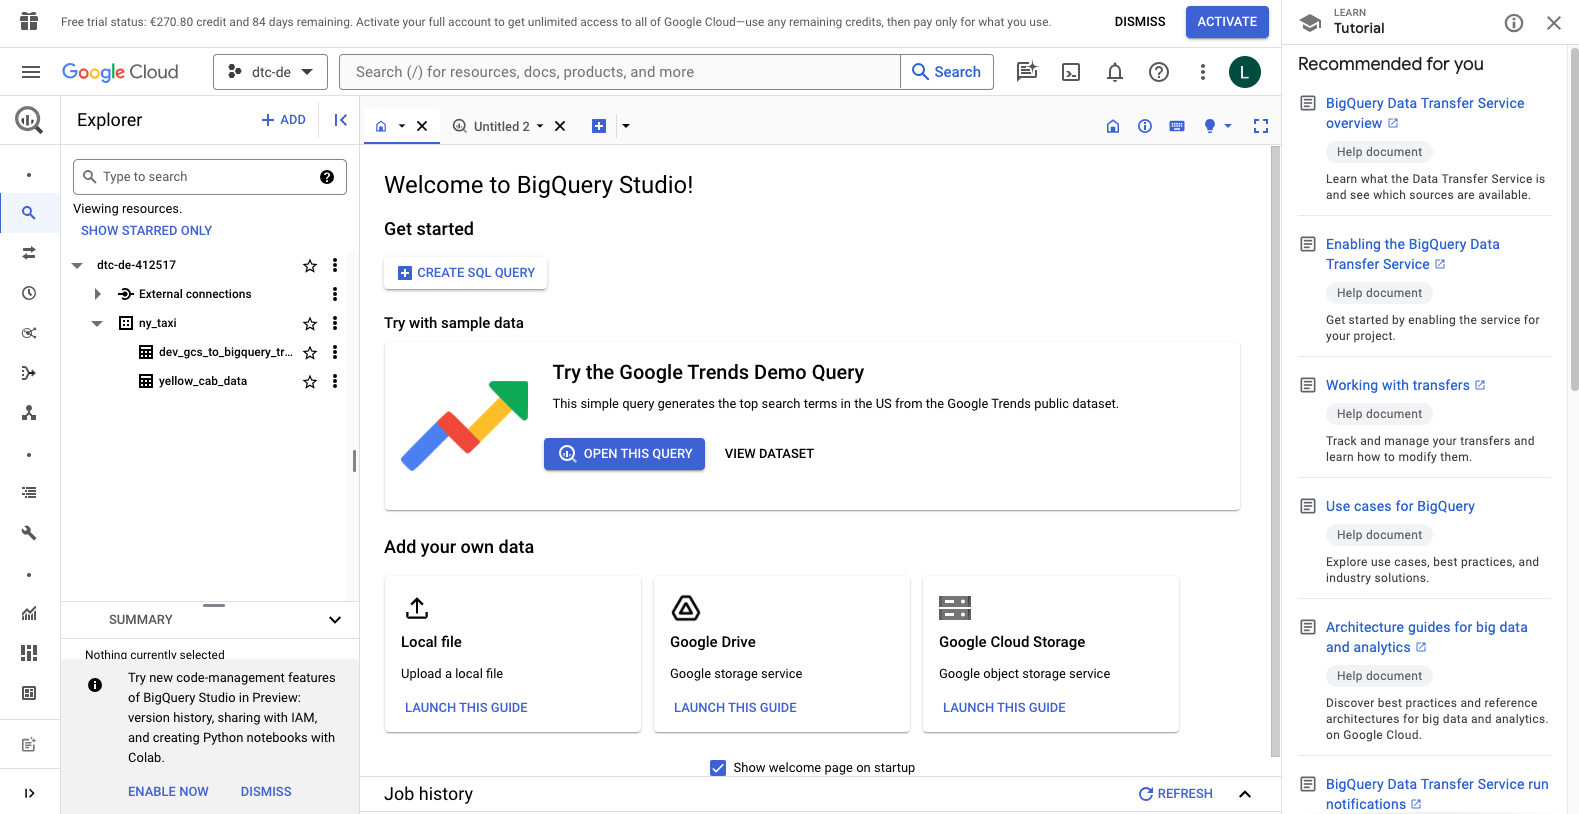 Free trial status: €270.80 credit and 84 days remaining. Activate your full account to get unlimited access to all of Google Cloud—use any remaining credits, then pay only for what you use.
DISMISS
ACTIVATE
Google Cloud
dtc-de
Search (/) for resources, docs, products, and more
Search
L
Explorer
ADD
Type to search
Viewing resources.
SHOW STARRED ONLY
dtc-de-412517
External connections
ny_taxi
dev_gcs_to_bigquery_tr...
yellow_cab_data
SUMMARY
Nothing currently selected
Try new code-management features
of BigQuery Studio in Preview:
version history, sharing with IAM,
and creating Python notebooks with
Colab.
ENABLE NOW
DISMISS
Untitled 2
Welcome to BigQuery Studio!
Get started
CREATE SQL QUERY
Try with sample data
Try the Google Trends Demo Query
This simple query generates the top search terms in the US from the Google Trends public dataset.
OPEN THIS QUERY
VIEW DATASET
Add your own data
Local file
Upload a local file
LAUNCH THIS GUIDE
Google Drive
Google storage service
LAUNCH THIS GUIDE
Google Cloud Storage
Google object storage service
LAUNCH THIS GUIDE
Show welcome page on startup
Job history
REFRESH
LEARN
Tutorial
Recommended for you
BigQuery Data Transfer Service
overview
Help document
Learn what the Data Transfer Service is
and see which sources are available.
Enabling the BigQuery Data
Transfer Service
Help document
Get started by enabling the service for
your project.
Working with transfers
Help document
Track and manage your transfers and
learn how to modify them.
Use cases for BigQuery
Help document
Explore use cases, best practices, and
industry solutions.
Architecture guides for big data
and analytics
Help document
Discover best practices and reference
architectures for big data and analytics.
on Google Cloud.
BigQuery Data Transfer Service run
notifications